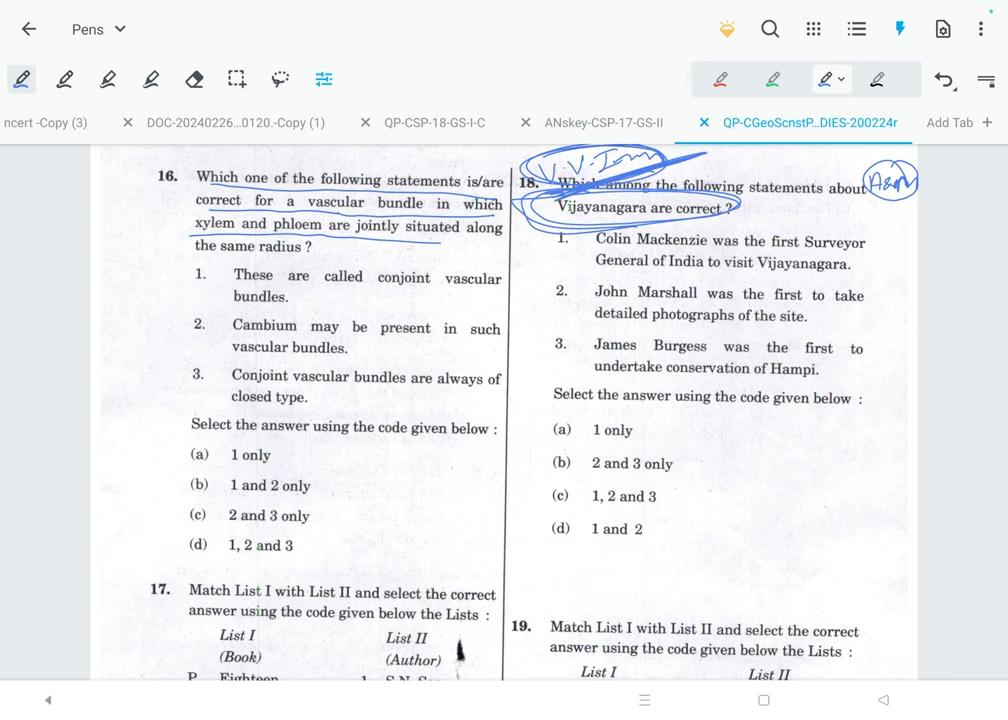 Pens
ncert -Copy (3)
DOC-20240226...0120.-Copy (1)
QP-CSP-18-GS-I-C
ANskey-CSP-17-GS-II
QP-CGeoScnstP...DIES-200224r
Add Tab +
16. Which one of the following statements is/are
correct for a vascular bundle in which
xylem and phloem are jointly situated along
the same radius ?
1. These are called conjoint vascular
bundles.
2. Cambium may be present in such
vascular bundles.
3. Conjoint vascular bundles are always of
closed type.
Select the answer using the code given below :
(a) 1 only
(b) 1 and 2 only
(c) 2 and 3 only
(d) 1, 2 and 3
17. Match List I with List II and select the correct
answer using the code given below the Lists :
List I List II
(Book) (Author)
P. Eighteen
V.V.
18. Which among the following statements about
Vijayanagara are correct ?
1. Colin Mackenzie was the first Surveyor
General of India to visit Vijayanagara.
2. John Marshall was the first to take
detailed photographs of the site.
3. James Burgess was the first to
undertake conservation of Hampi.
Select the answer using the code given below :
(a) 1 only
(b) 2 and 3 only
(c) 1, 2 and 3
(d) 1 and 2
19. Match List I with List II and select the correct
answer using the code given below the Lists :
List I List II